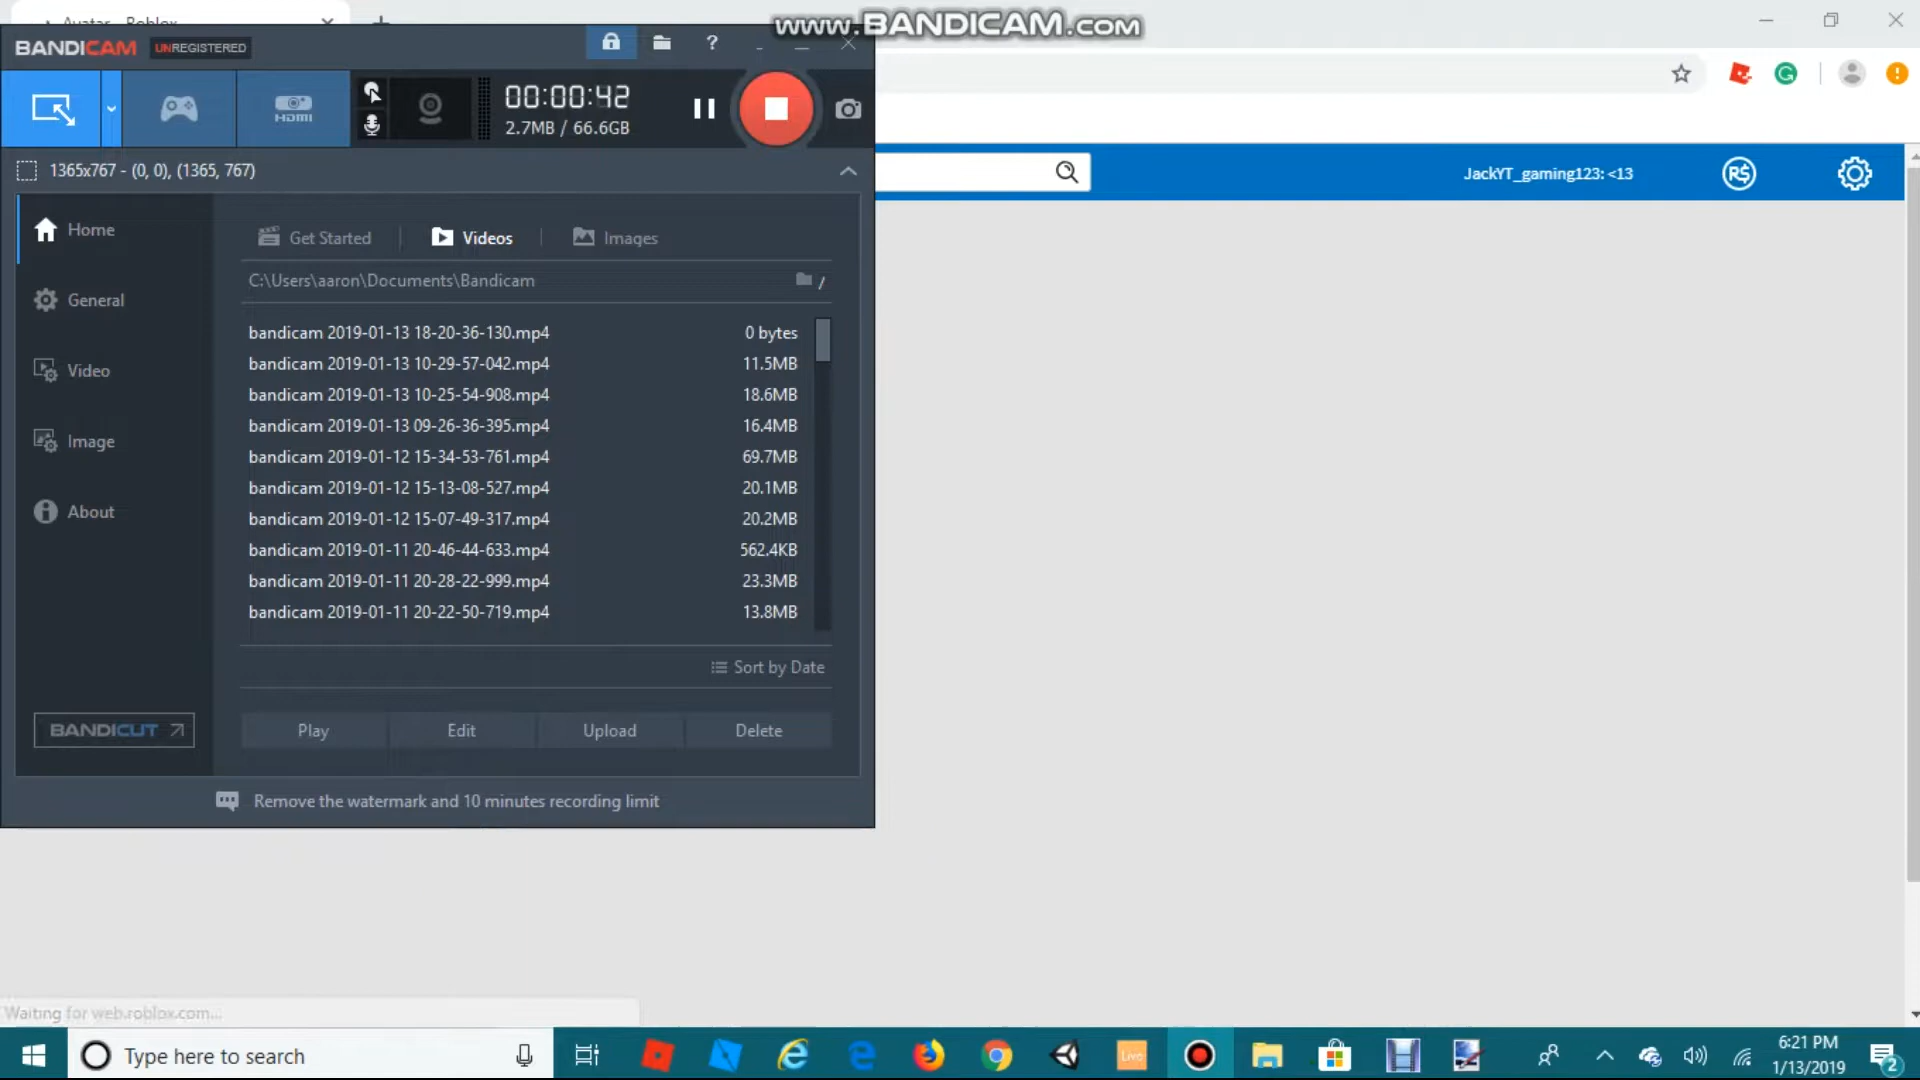 Avatar - Roblox
www.BANDICAM.com
BANDICAM UNREGISTERED
?
HDMI
00:00:42
2.7MB / 66.6GB
1365x767 - (0, 0), (1365, 767)
JackYT_gaming123: <13
R$
Home
General
Video
Image
About
Get Started
Videos
Images
C:\Users\aaron\Documents\Bandicam
/
bandicam 2019-01-13 18-20-36-130.mp4 0 bytes
bandicam 2019-01-13 10-29-57-042.mp4 11.5MB
bandicam 2019-01-13 10-25-54-908.mp4 18.6MB
bandicam 2019-01-13 09-26-36-395.mp4 16.4MB
bandicam 2019-01-12 15-34-53-761.mp4 69.7MB
bandicam 2019-01-12 15-13-08-527.mp4 20.1MB
bandicam 2019-01-12 15-07-49-317.mp4 20.2MB
bandicam 2019-01-11 20-46-44-633.mp4 562.4KB
bandicam 2019-01-11 20-28-22-999.mp4 23.3MB
bandicam 2019-01-11 20-22-50-719.mp4 13.8MB
Sort by Date
BANDICUT
Play
Edit
Upload
Delete
Remove the watermark and 10 minutes recording limit
Waiting for web.roblox.com...
Type here to search
Live
6:21 PM
1/13/2019
2